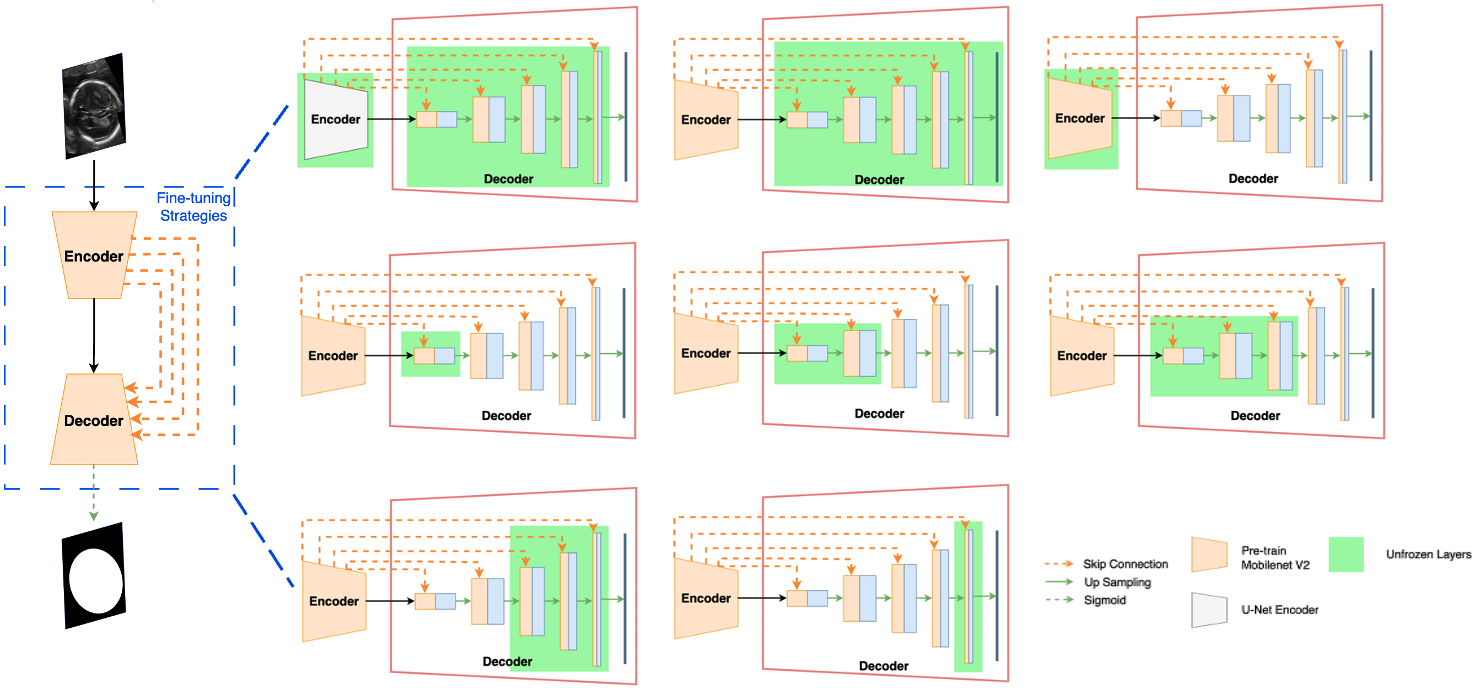 Fine-tuning
Strategies
Encoder
Decoder
Encoder
Decoder
Encoder
Decoder
Encoder
Decoder
Encoder
Decoder
Encoder
Decoder
Encoder
Decoder
Encoder
Decoder
Encoder
Decoder
Skip Connection
Up Sampling
Sigmoid
Pre-train
Mobilenet V2
U-Net Encoder
Unfrozen Layers